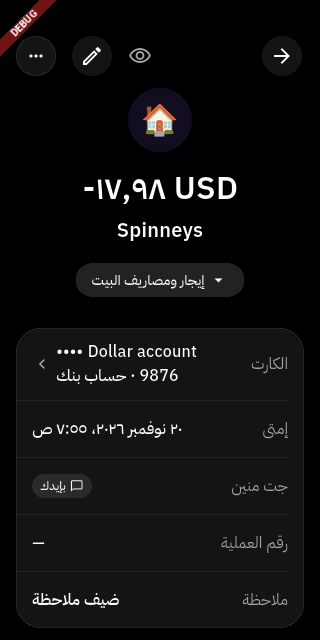 DEBUG
-١٧,٩٨ USD
Spinneys
إيجار ومصاريف البيت
الكارت
•••• Dollar account
9876 · حساب بنك
إمتى
٢٠ نوفمبر ٢٠٢٦، ٧:٠٠ ص
جت منين
بإيدك
رقم العملية
—
ملاحظة
ضيف ملاحظة